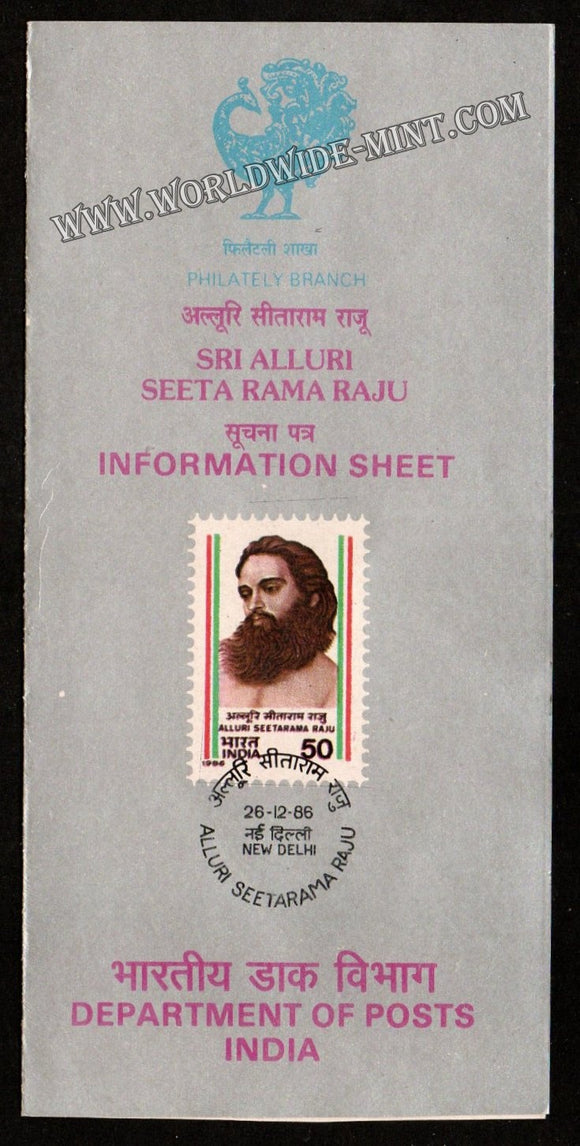 WWW.WORLDWIDE-MINT.COM
फिलैटली शाखा
PHILATELY BRANCH
अल्लूरि सीताराम राजू
SRI ALLURI
SEETA RAMA RAJU
सूचना पत्र
INFORMATION SHEET
अल्लूरि सीताराम राजु
ALLURI SEETARAMA RAJU
भारत 50
INDIA
1986
अल्लूरि सीताराम राजु
26-12-86
नई दिल्ली
NEW DELHI
ALLURI SEETARAMA RAJU
भारतीय डाक विभाग
DEPARTMENT OF POSTS
INDIA